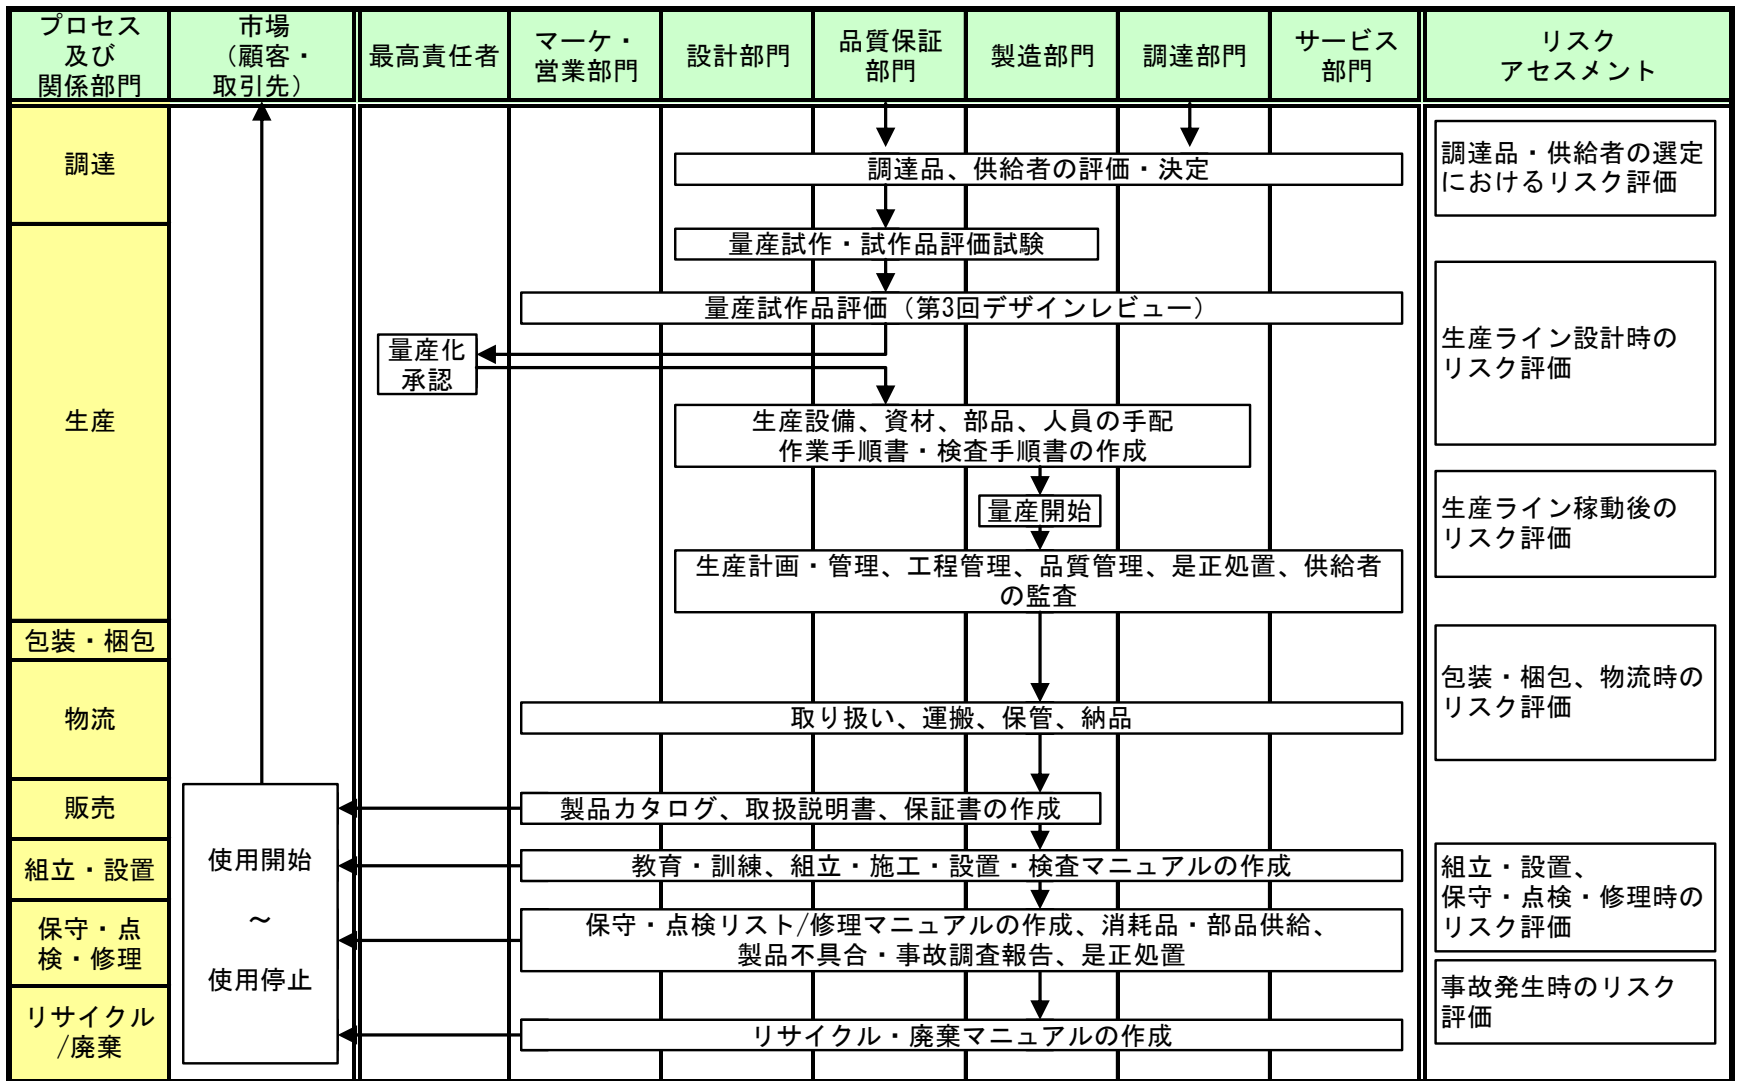 プロセス
及び
関係部門
市場
（顧客・
取引先）
最高責任者
マーケ・
営業部門
設計部門
品質保証
部門
製造部門
調達部門
サービス
部門
リスク
アセスメント
調達
調達品、供給者の評価・決定
調達品・供給者の選定
におけるリスク評価
生産
量産試作・試作品評価試験
量産試作品評価（第3回デザインレビュー）
量産化
承認
生産設備、資材、部品、人員の手配
作業手順書・検査手順書の作成
生産ライン設計時の
リスク評価
量産開始
生産計画・管理、工程管理、品質管理、是正処置、供給者
の監査
生産ライン稼動後の
リスク評価
包装・梱包
物流
取り扱い、運搬、保管、納品
包装・梱包、物流時の
リスク評価
販売
製品カタログ、取扱説明書、保証書の作成
使用開始
～
使用停止
組立・設置
教育・訓練、組立・施工・設置・検査マニュアルの作成
組立・設置、
保守・点検・修理時の
リスク評価
保守・点
検・修理
保守・点検リスト/修理マニュアルの作成、消耗品・部品供給、
製品不具合・事故調査報告、是正処置
リサイクル
/廃棄
リサイクル・廃棄マニュアルの作成
事故発生時のリスク
評価